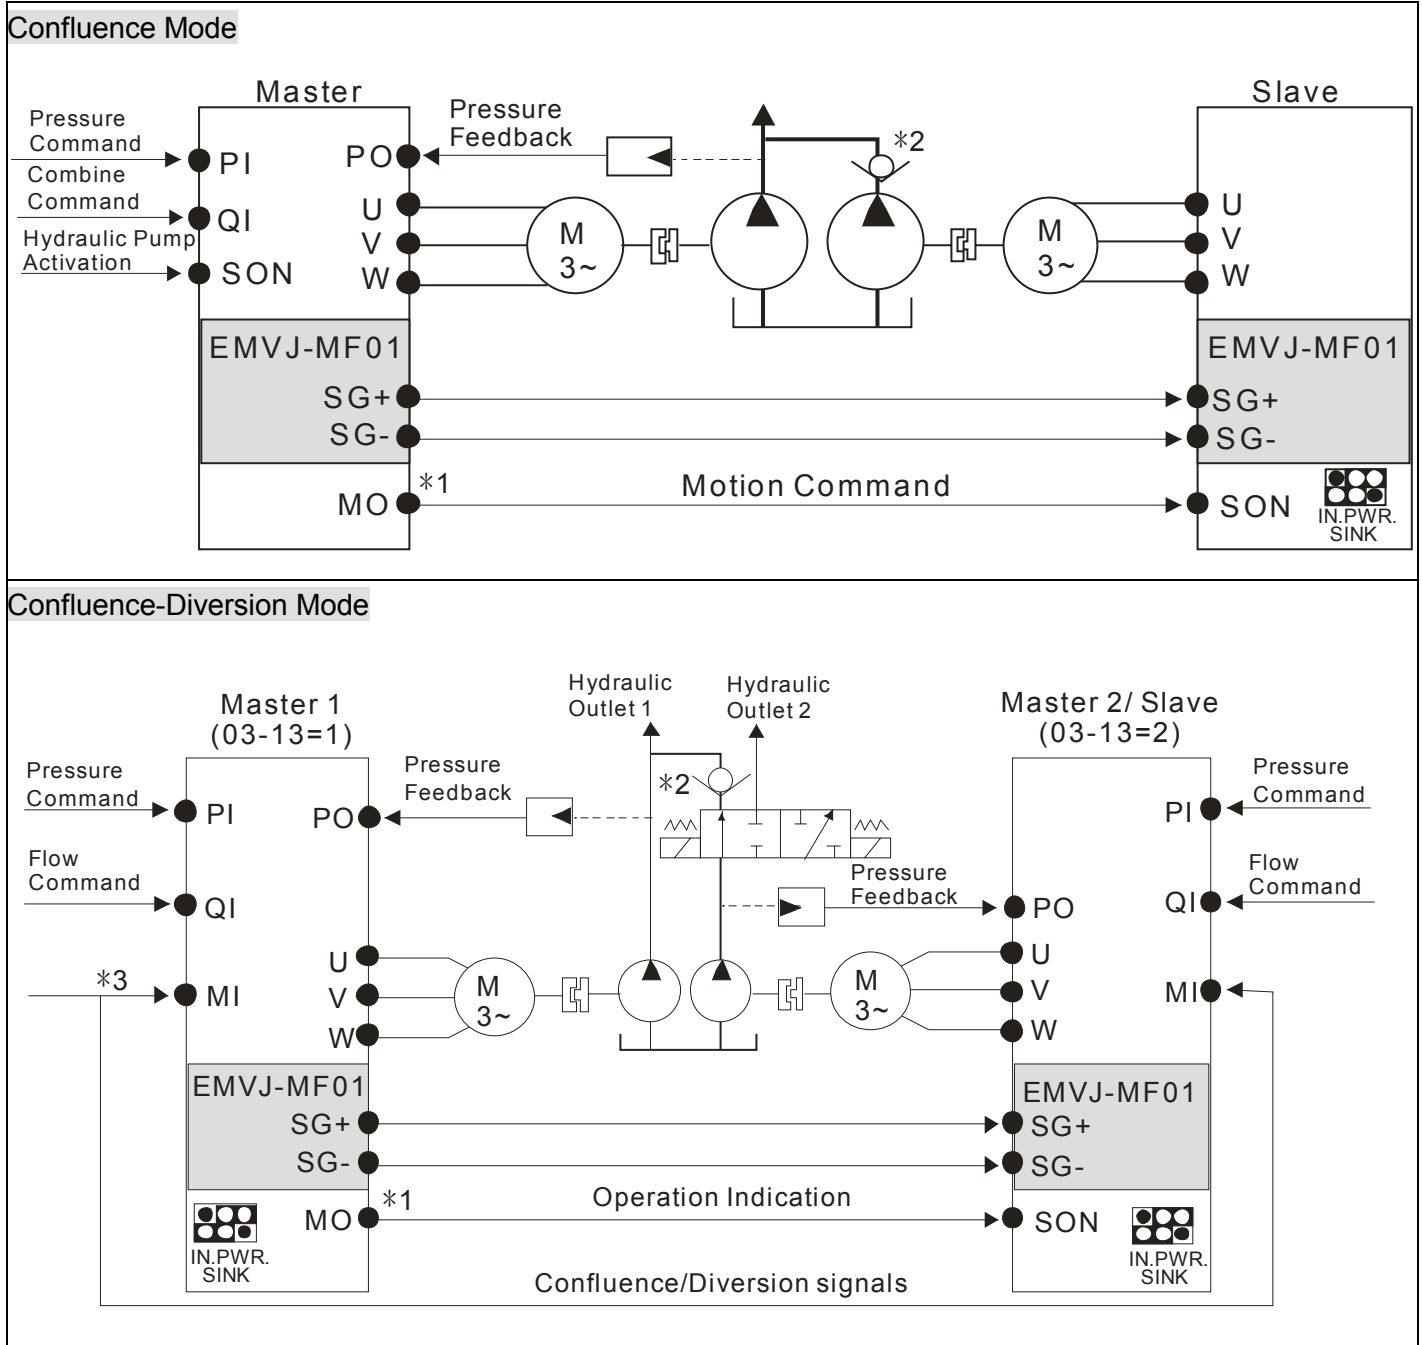 Confluence Mode
Master
Slave
Pressure
Command
Combine
Command
Hydraulic Pump
Activation
PI
QI
SON
PO
U
V
W
Pressure
Feedback
※2
M
3~
M
3~
U
V
W
EMVJ-MF01
SG+
SG-
EMVJ-MF01
SG+
SG-
MO
※1
Motion Command
SON
IN.PWR.
SINK
Confluence-Diversion Mode
Master 1
(03-13=1)
Hydraulic
Outlet 1
Hydraulic
Outlet 2
Master 2/ Slave
(03-13=2)
Pressure
Command
Flow
Command
※3
PI
QI
MI
PO
U
V
W
Pressure
Feedback
※2
Pressure
Feedback
M
3~
M
3~
PO
U
V
W
PI
QI
MI
Pressure
Command
Flow
Command
EMVJ-MF01
SG+
SG-
EMVJ-MF01
SG+
SG-
IN.PWR.
SINK
MO
※1
Operation Indication
SON
IN.PWR.
SINK
Confluence/Diversion signals